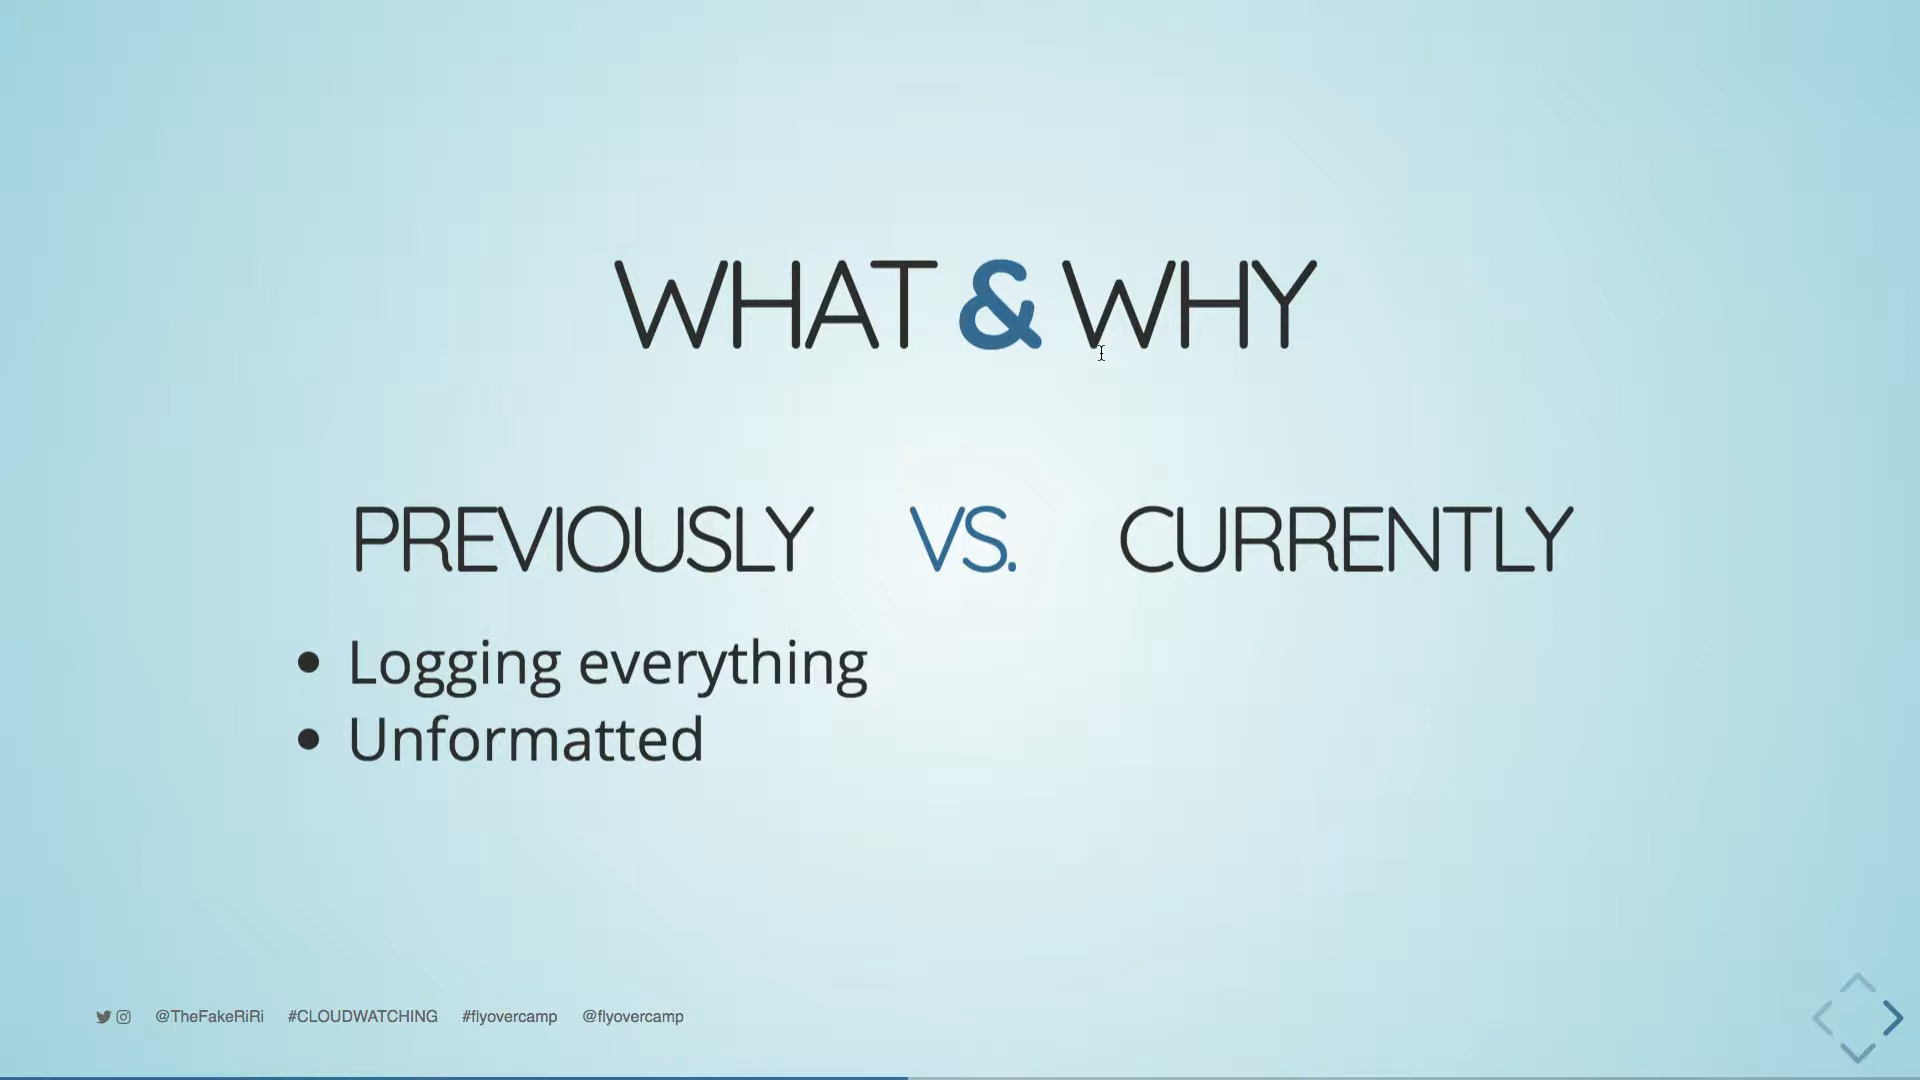 WHAT & WHY
PREVIOUSLY VS. CURRENTLY
• Logging everything
• Unformatted
@TheFakeRiRi #CLOUDWATCHING #flyovercamp @flyovercamp